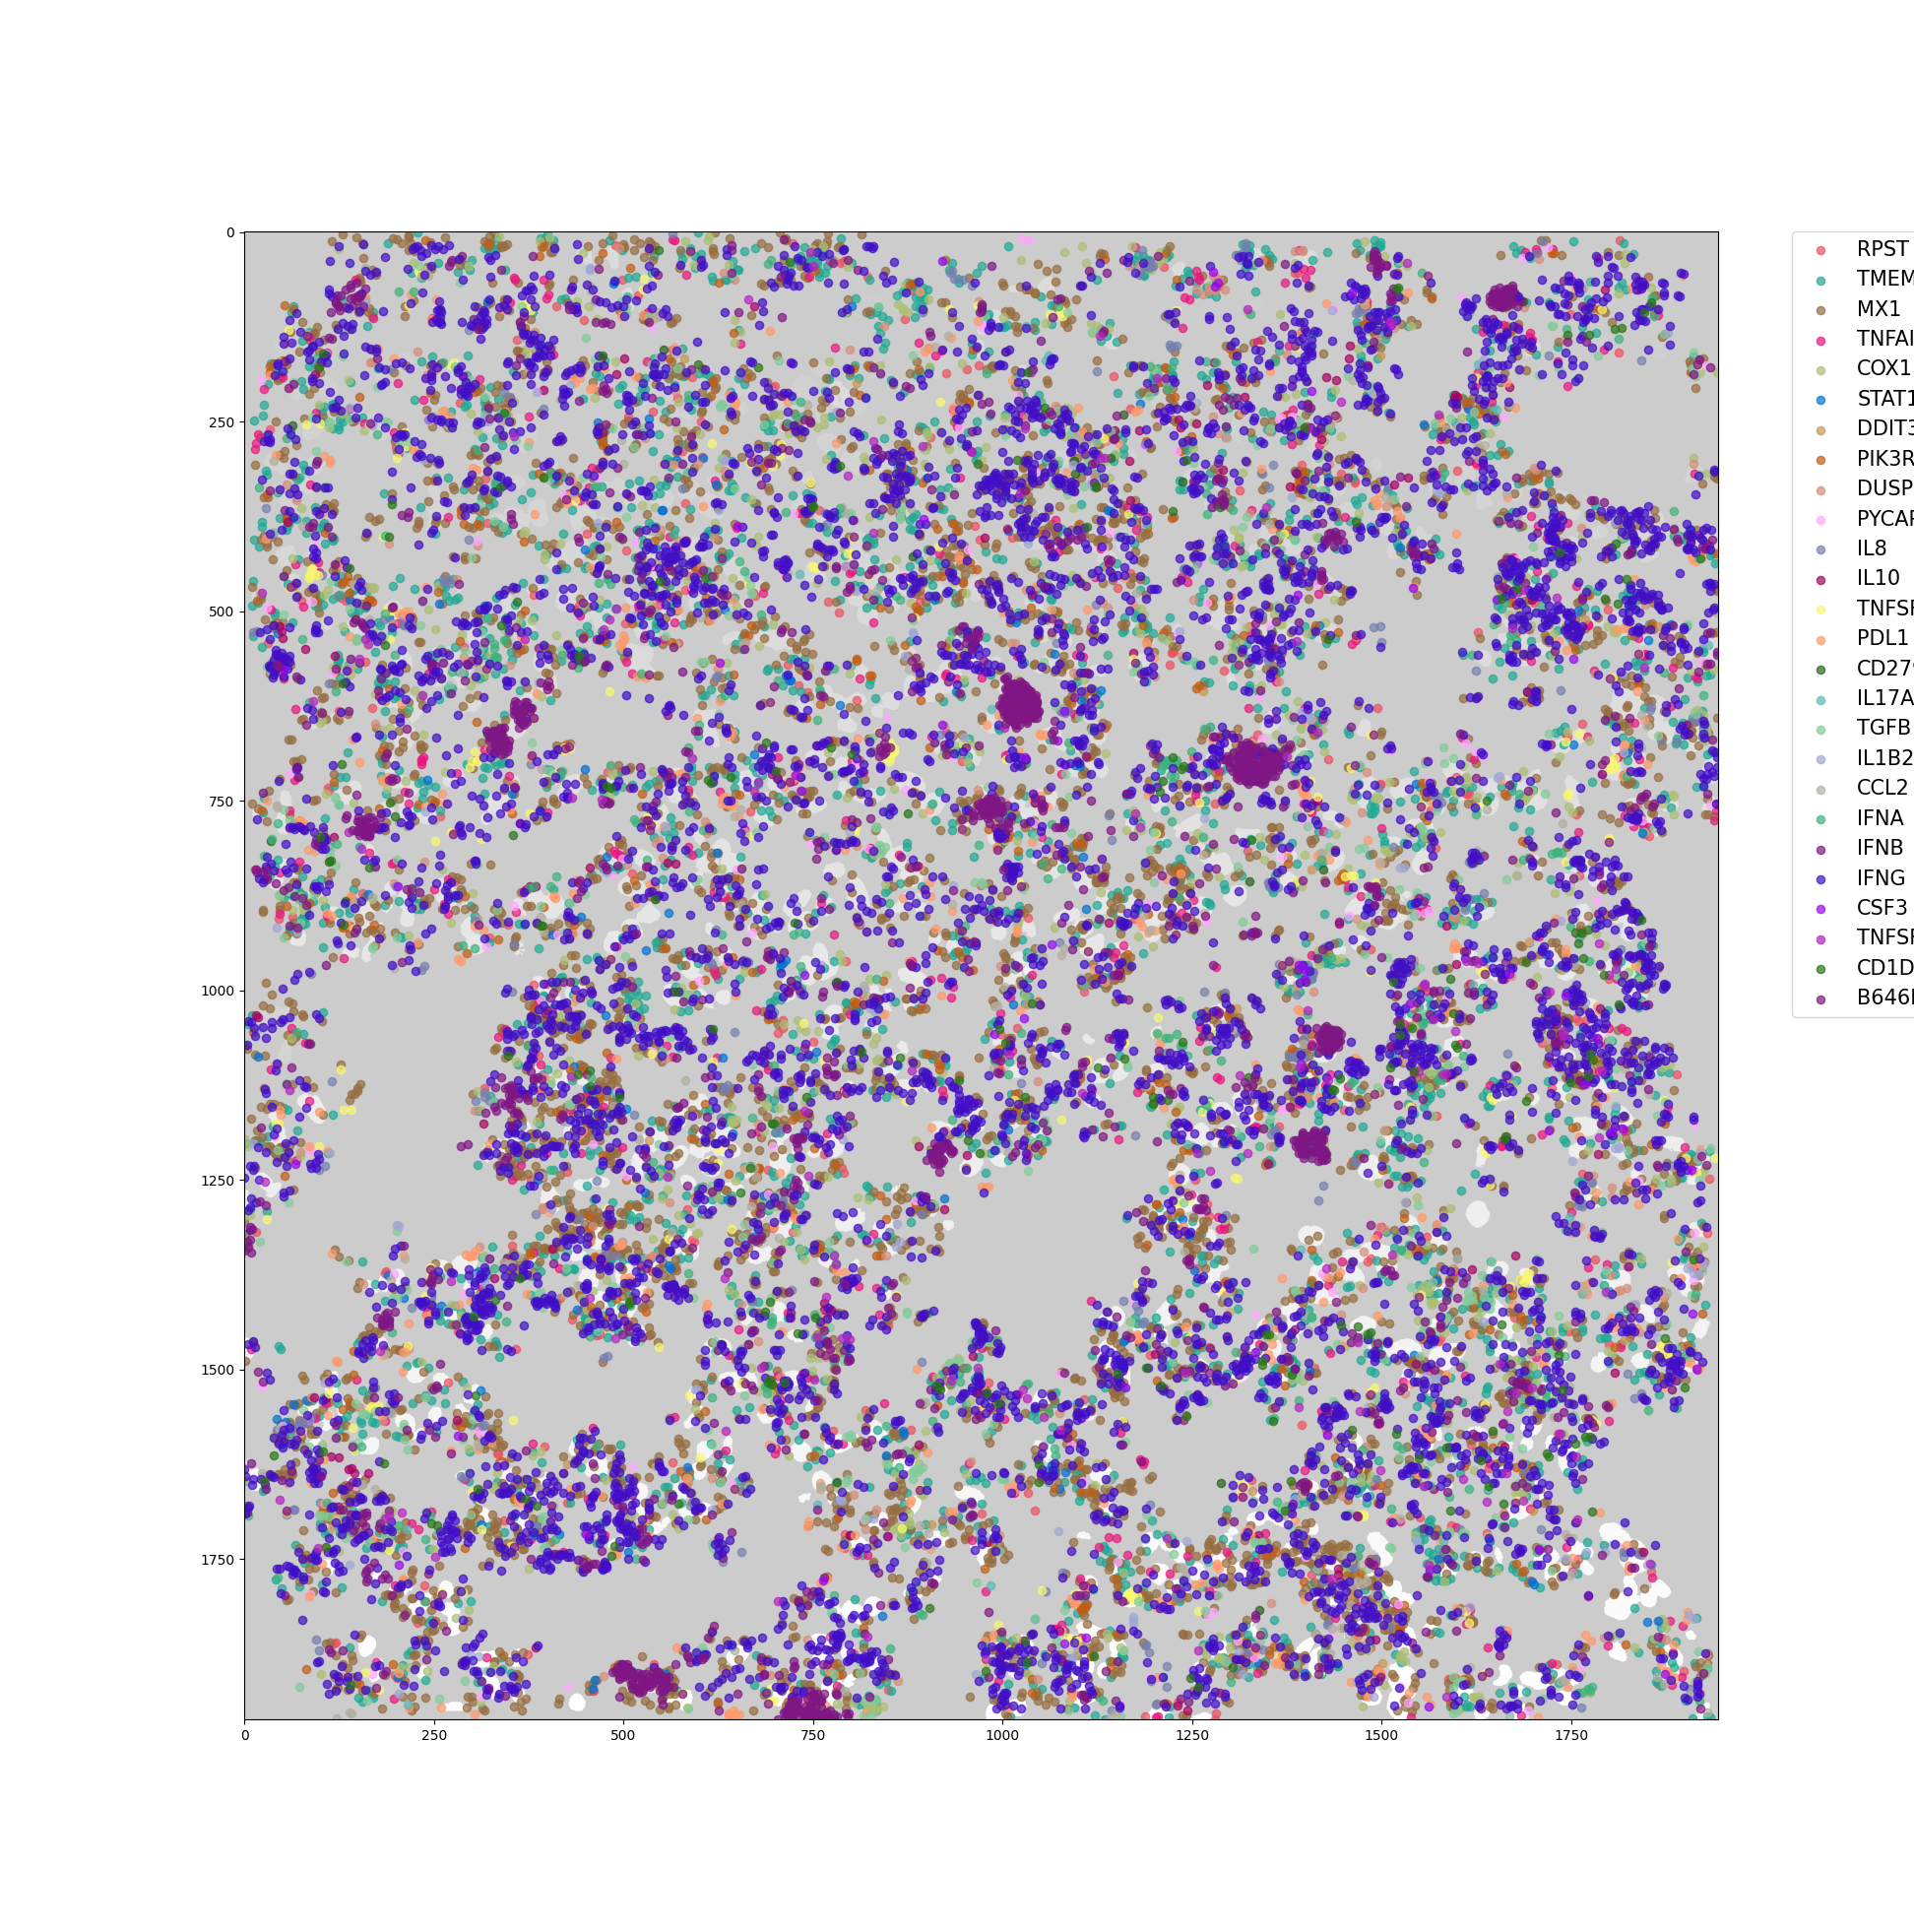 0
250
500
750
1000
1250
1500
1750
0 250 500 750 1000 1250 1500 1750
RPST
TMEM
MX1
TNFAI
COX1
STAT1
DDIT3
PIK3R
DUSP
PYCAR
IL8
IL10
TNFSF
PDL1
CD279
IL17A
TGFB
IL1B2
CCL2
IFNA
IFNB
IFNG
CSF3
TNFSF
CD1D
B646L